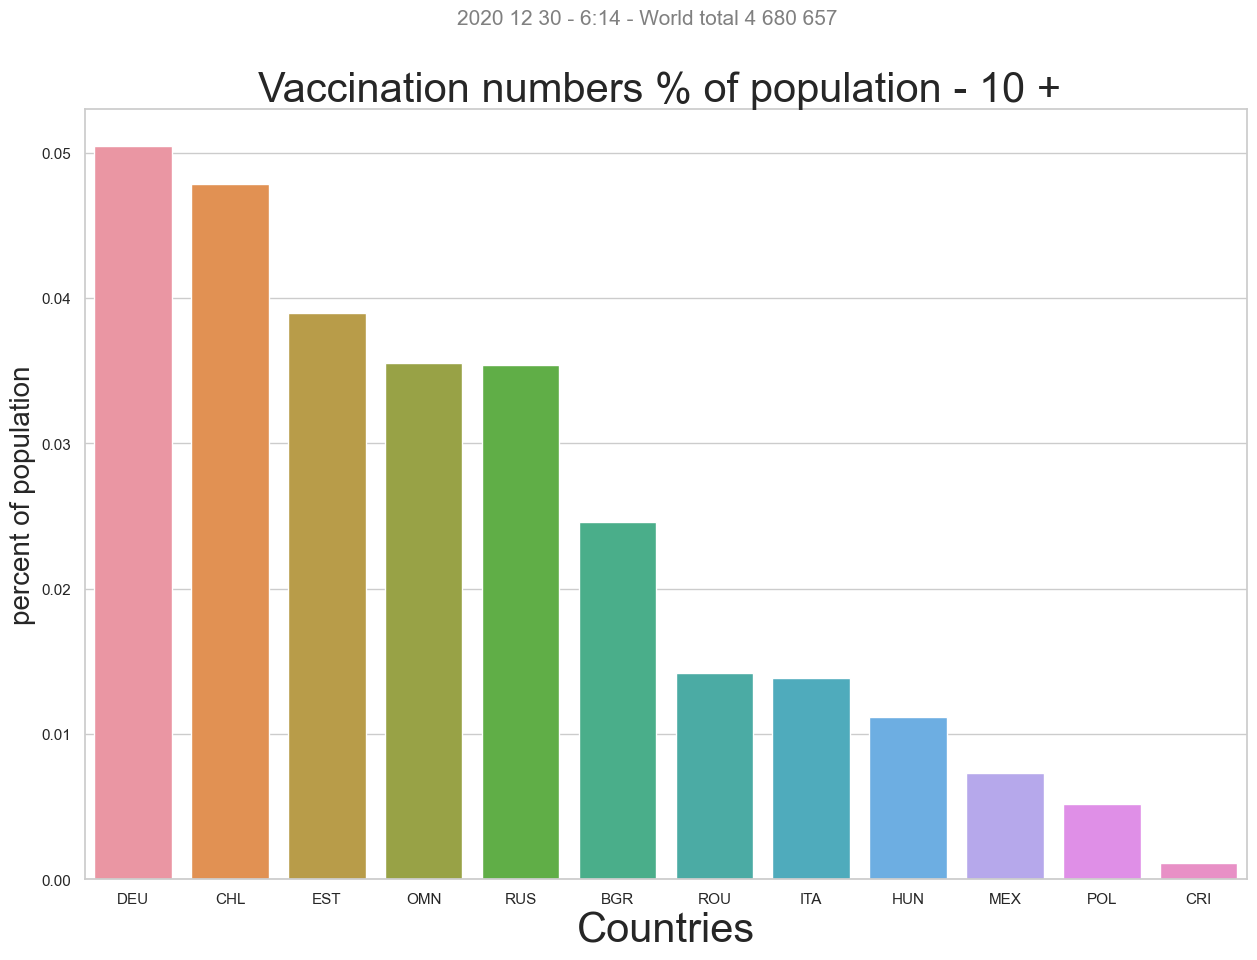 2020 12 30 - 6:14 - World total 4 680 657
Vaccination numbers % of population - 10 +
percent of population
0.05
0.04
0.03
0.02
0.01
0.00
DEU CHL EST OMN RUS BGR ROU ITA HUN MEX POL CRI
Countries